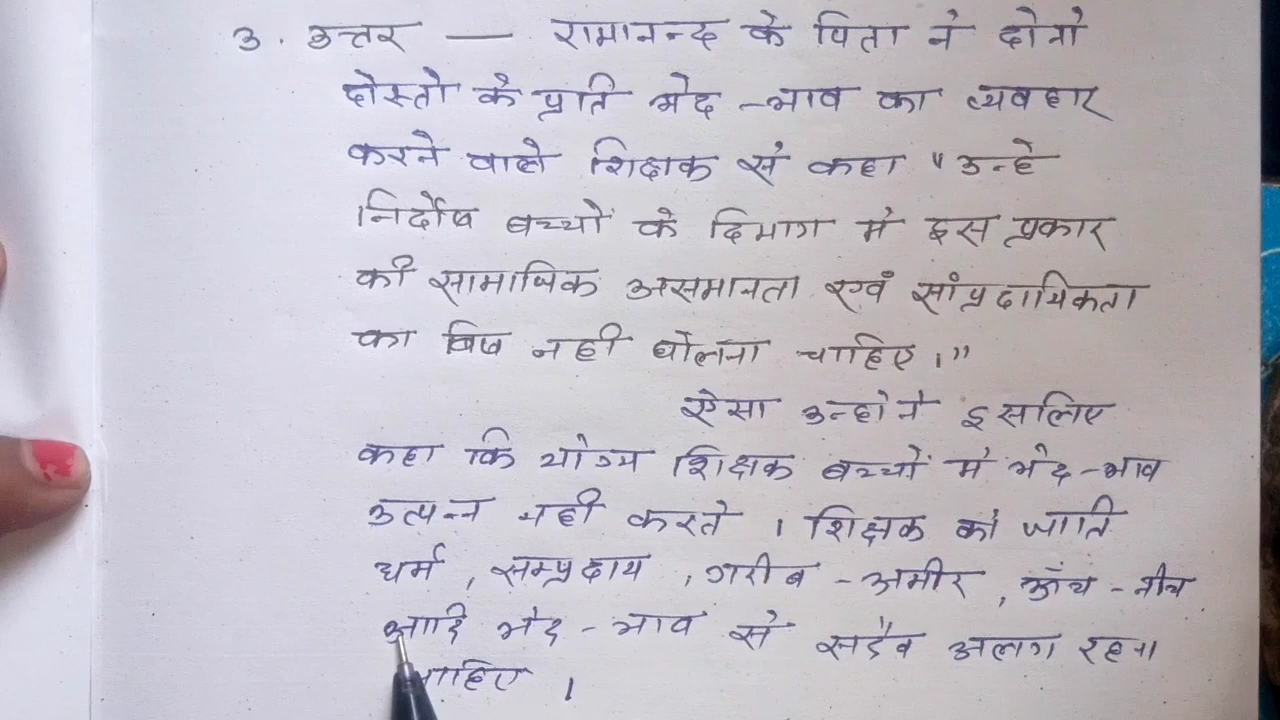 3. उत्तर — रामानन्द के पिता ने दोनो
दोस्तो के प्रति भेद-भाव का व्यवहार
करने वाले शिक्षक से कहा "उन्हे
निर्दोष बच्चों के दिमाग मे इस प्रकार
की सामाजिक असमानता एवं सांप्रदायिकता
का बिष नही घोलना चाहिए।"
ऐसा उन्होने इसलिए
कहा कि योग्य शिक्षक बच्चों मे भेद-भाव
उत्पन्न नही करते । शिक्षक को जाति
धर्म , सम्प्रदाय , गरीब - अमीर , ऊँच - नीच
आदि भेद - भाव से सदैव अलग रहना